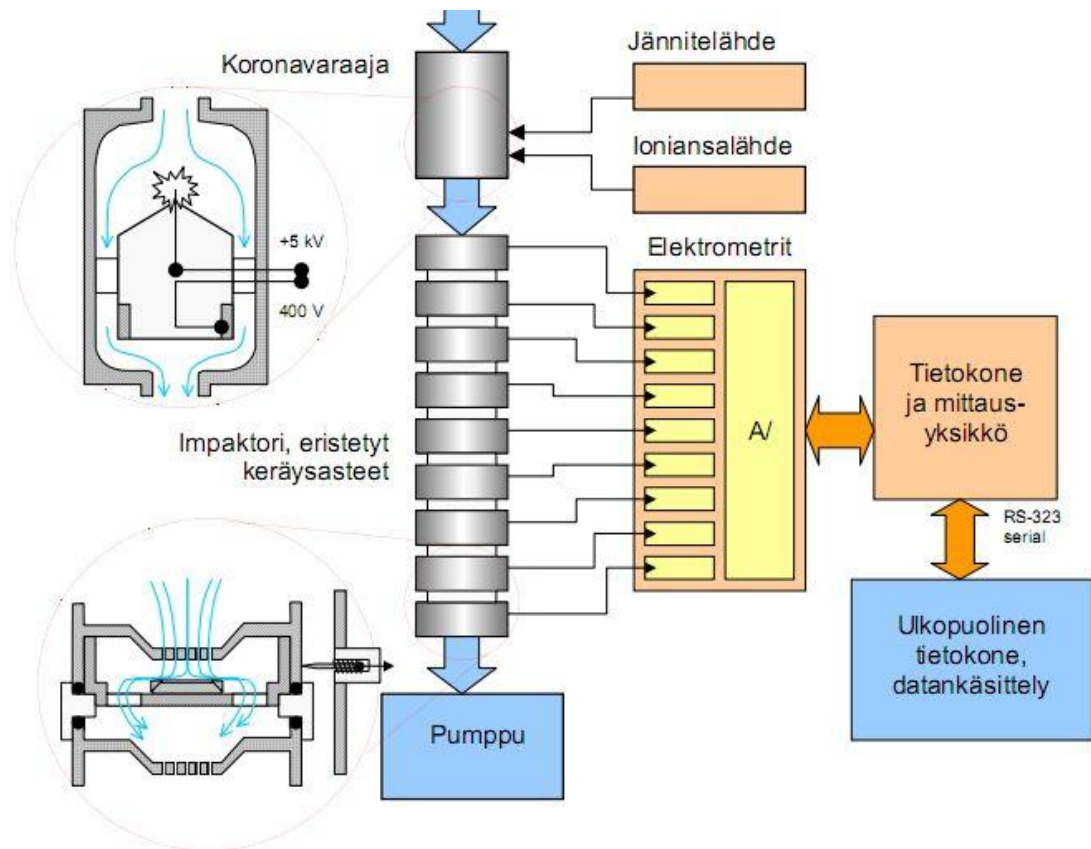 Koronavaraaja
Jännitelähde
Ioniansalähde
+5 kV
400 V
Elektrometrit
A/
Impaktori, eristetyt
keräysasteet
Tietokone
ja mittaus-
yksikkö
RS-323
serial
Ulkopuolinen
tietokone,
datankäsittely
Pumppu